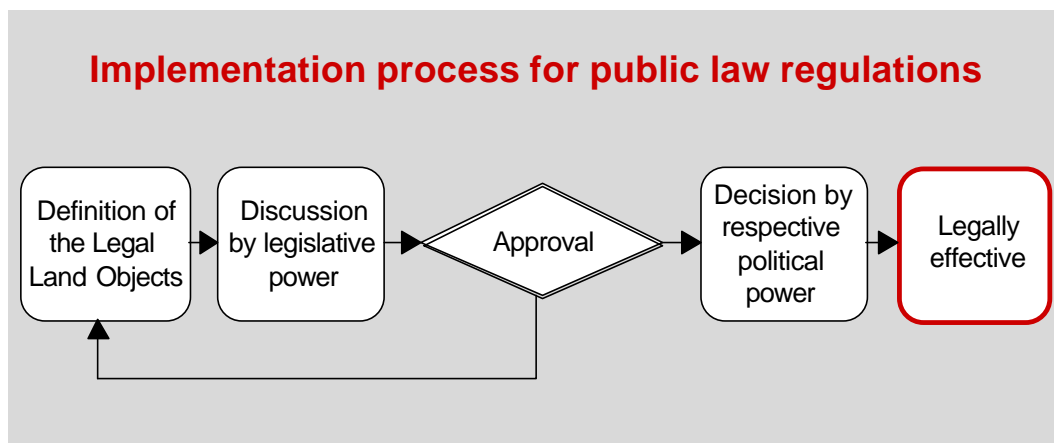 Implementation process for public law regulations
Definition of
the Legal
Land Objects
Discussion
by legislative
power
Approval
Decision by
respective
political
power
Legally
effective